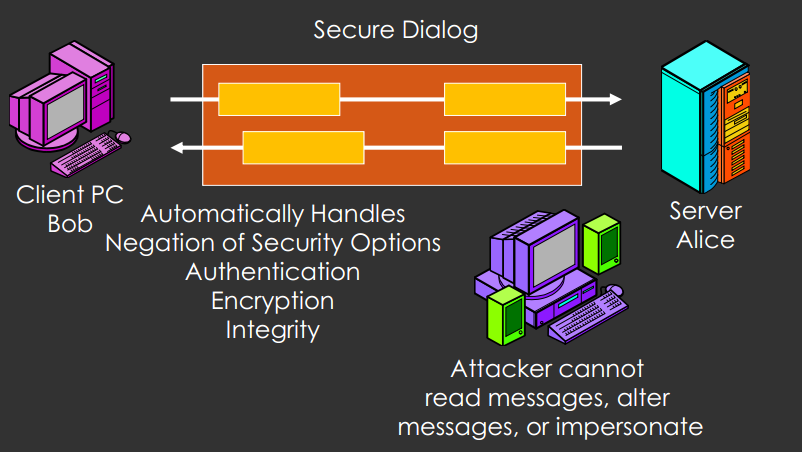 Secure Dialog
Client PC
Bob
Automatically Handles
Negation of Security Options
Authentication
Encryption
Integrity
Server
Alice
Attacker cannot
read messages, alter
messages, or impersonate